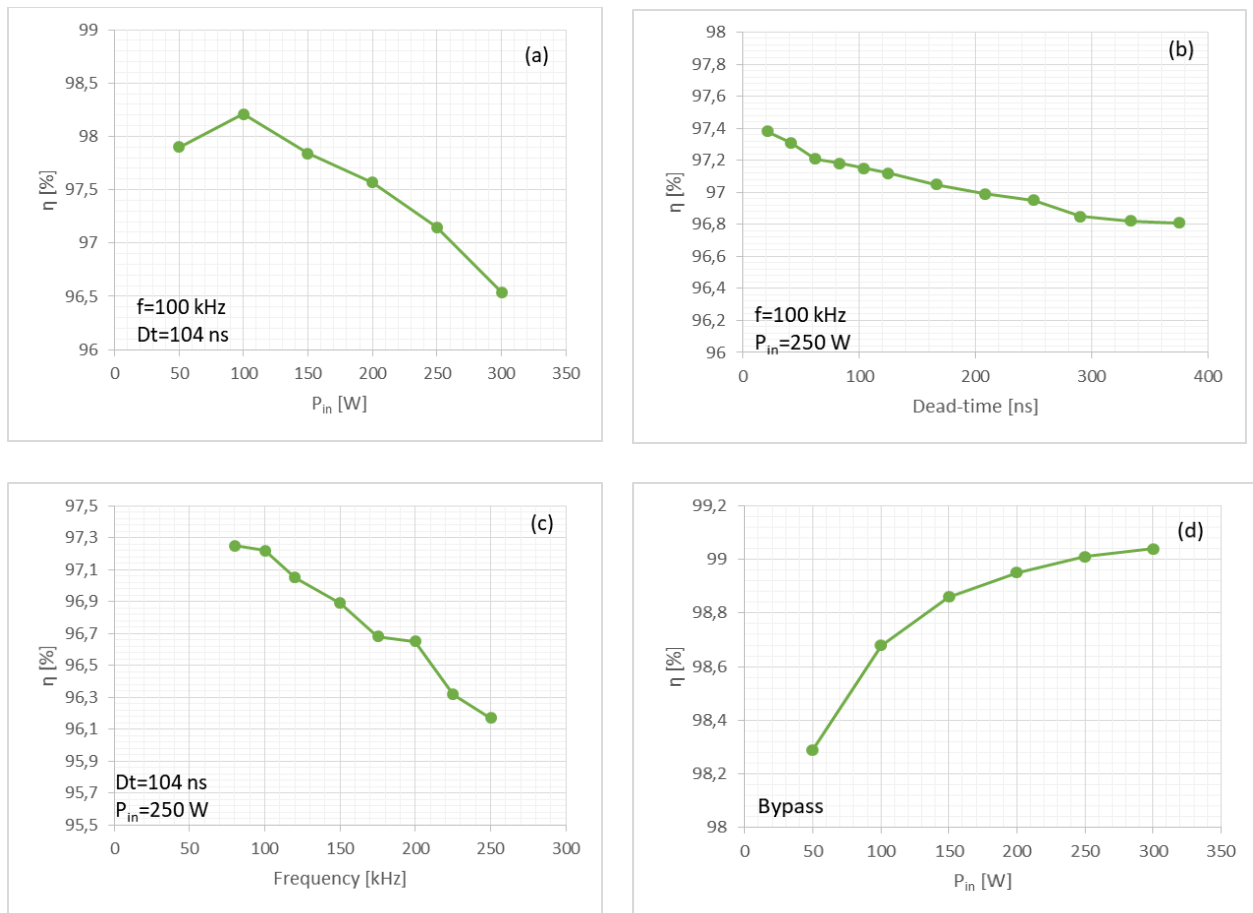 (a)
99
98,5
98
97,5
97
96,5
96
η [%]
f=100 kHz
Dt=104 ns
0 50 100 150 200 250 300 350
P_in [W]
(b)
98
97,8
97,6
97,4
97,2
97
96,8
96,6
96,4
96,2
96
η [%]
f=100 kHz
P_in=250 W
0 100 200 300 400
Dead-time [ns]
(c)
97,5
97,3
97,1
96,9
96,7
96,5
96,3
96,1
95,9
95,7
95,5
η [%]
Dt=104 ns
P_in=250 W
0 50 100 150 200 250 300
Frequency [kHz]
(d)
99,2
99
98,8
98,6
98,4
98,2
98
η [%]
Bypass
0 50 100 150 200 250 300 350
P_in [W]